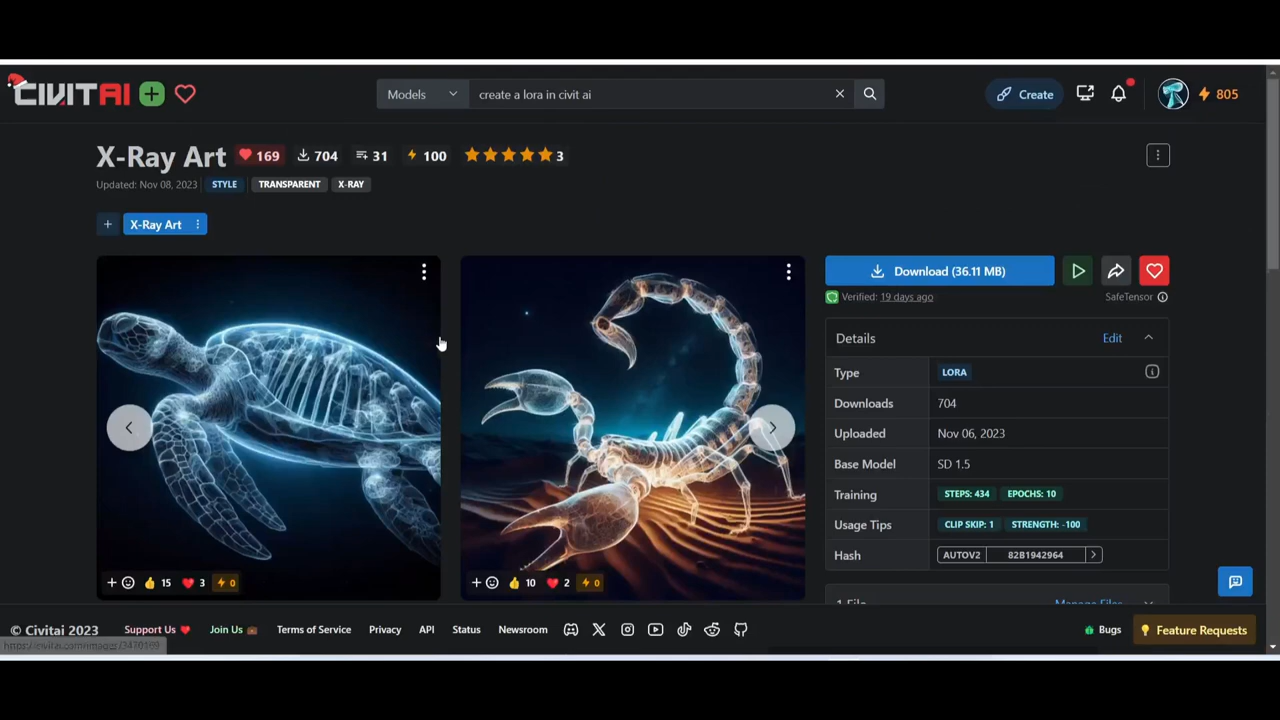 CIVITAI
Models
create a lora in civit ai
Create
805
X-Ray Art
169
704
31
100
3
Updated: Nov 08, 2023
STYLE
TRANSPARENT
X-RAY
X-Ray Art
Download (36.11 MB)
Verified: 19 days ago
SafeTensor
Details
Edit
Type
LORA
Downloads
704
Uploaded
Nov 06, 2023
Base Model
SD 1.5
Training
STEPS: 434
EPOCHS: 10
Usage Tips
CLIP SKIP: 1
STRENGTH: -100
Hash
AUTOV2
82B1942964
15
3
0
10
2
0
1 File
Manage Files
© Civitai 2023
Support Us
Join Us
Terms of Service
Privacy
API
Status
Newsroom
Bugs
Feature Requests